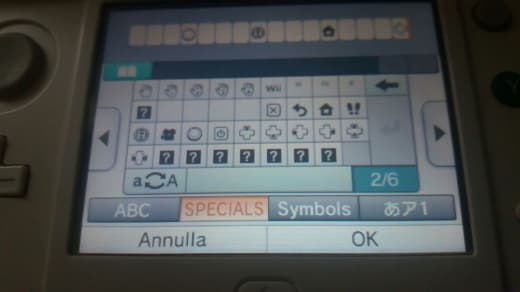 Wii
?
? ? ? ? ? ? ?
a A 2/6
ABC SPECIALS Symbols あア1
Annulla OK
Y